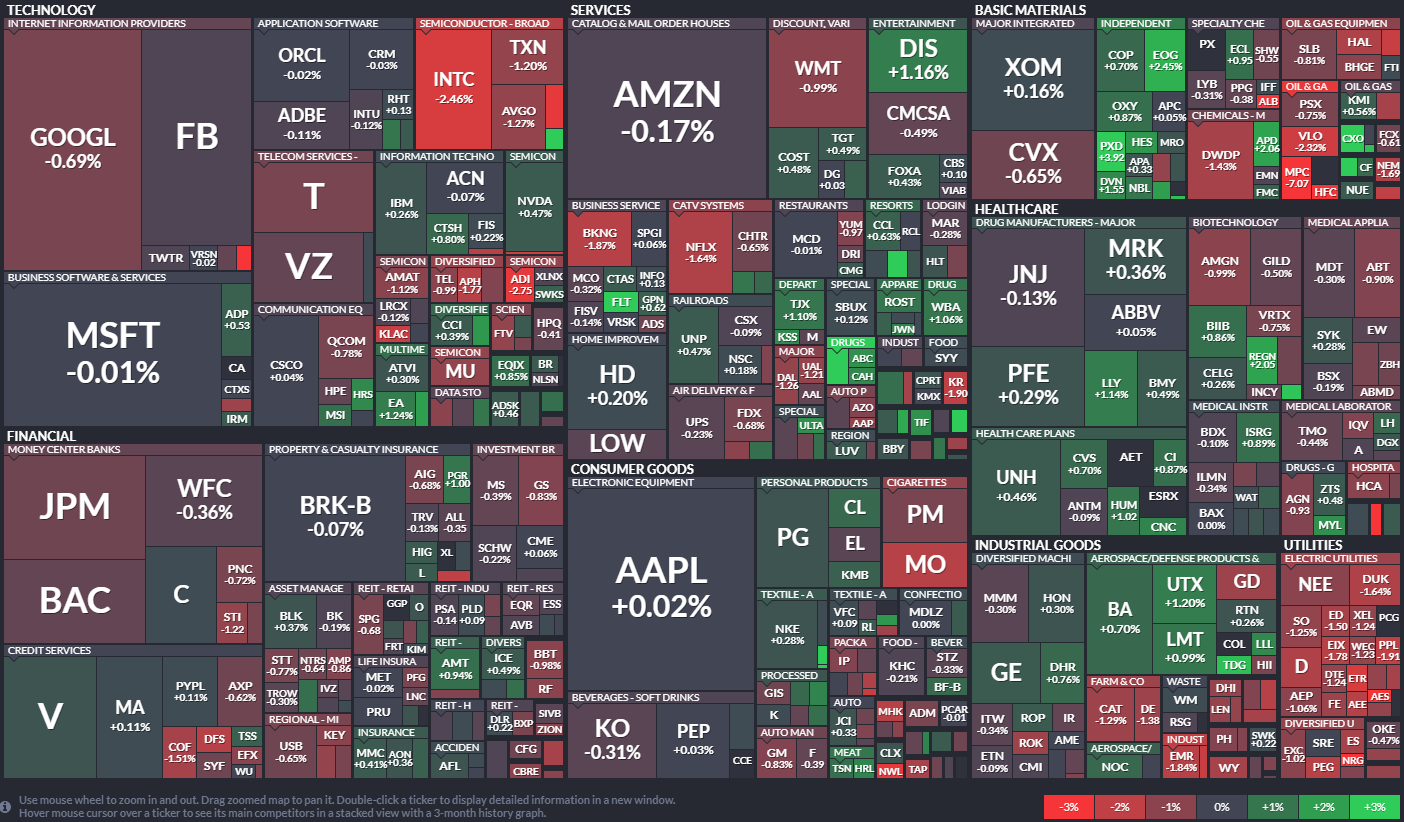 TECHNOLOGY
INTERNET INFORMATION PROVIDERS
GOOGL
-0.69%
FB
TWTR
VRSN
-0.02
APPLICATION SOFTWARE
ORCL
-0.02%
CRM
-0.03%
ADBE
-0.11%
INTU
-0.12%
RHT
+0.13
SEMICONDUCTOR - BROAD
INTC
-2.46%
TXN
-1.20%
AVGO
-1.27%
TELECOM SERVICES -
T
VZ
INFORMATION TECHNO
IBM
+0.26%
ACN
-0.07%
CTSH
+0.80%
FIS
+0.22%
SEMICON
NVDA
+0.47%
BUSINESS SOFTWARE & SERVICES
MSFT
-0.01%
ADP
+0.53
CA
CTXS
IRM
COMMUNICATION EQ
CSCO
+0.04%
QCOM
-0.78%
HPE
HRS
MSI
SEMICON
AMAT
-1.12%
LRCX
-0.12%
KLAC
DIVERSIFIED
TEL
-0.99
APH
-1.77
SEMICON
ADI
-2.75
XLNX
SWKS
DIVERSIFIE
CCI
+0.39%
SCIEN
FTV
HPQ
-0.41
MULTIME
ATVI
+0.30%
EA
+1.24%
SEMICON
MU
DATA STO
EQIX
+0.85%
BR
NLSN
ADSK
+0.46
SERVICES
CATALOG & MAIL ORDER HOUSES
AMZN
-0.17%
DISCOUNT, VARI
WMT
-0.99%
COST
+0.48%
TGT
+0.49%
DG
+0.03
ENTERTAINMENT
DIS
+1.16%
CMCSA
-0.49%
FOXA
+0.43%
CBS
+0.10
VIAB
BUSINESS SERVICE
BKNG
-1.87%
SPGI
+0.06%
MCO
-0.32%
CTAS
INFO
+0.13
FLT
GPN
+0.62
FISV
-0.14%
VRSK
ADS
CATV SYSTEMS
NFLX
-1.64%
CHTR
-0.65%
RESTAURANTS
MCD
-0.01%
YUM
-0.97
DRI
CMG
RESORTS
CCL
+0.63%
RCL
LODGIN
MAR
-0.28%
HLT
RAILROADS
UNP
+0.47%
CSX
-0.09%
NSC
+0.18%
DEPART
TJX
+1.10%
KSS
M
SPECIAL
SBUX
+0.12%
APPARE
ROST
JWN
DRUG
WBA
+1.06%
HOME IMPROVEM
HD
+0.20%
LOW
AIR DELIVERY & F
UPS
-0.23%
FDX
-0.68%
MAJOR
DAL
-1.26
UAL
-1.21
AAL
DRUGS
ABC
CAH
INDUST
FOOD
SYY
AUTO P
AZO
AAP
CPRT
KMX
KR
-1.90
SPECIAL
ULTA
REGION
LUV
TIF
BBY
BASIC MATERIALS
MAJOR INTEGRATED
XOM
+0.16%
CVX
-0.65%
INDEPENDENT
COP
+0.70%
EOG
+2.45%
OXY
+0.87%
APC
+0.05%
PXD
+3.92
HES
MRO
APA
+0.33
DVN
+1.55
NBL
SPECIALTY CHE
PX
ECL
+0.95
SHW
-0.55
LYB
-0.31%
PPG
-0.38
IFF
ALB
OIL & GAS EQUIPMEN
SLB
-0.81%
HAL
BHGE
FTI
OIL & GA
PSX
-0.75%
VLO
-2.32%
MPC
-7.07
HFC
OIL & GAS
KMI
+0.56%
CHEMICALS - M
DWDP
-1.43%
APD
+2.06
EMN
FMC
CXO
FCX
-0.61
CF
NEM
-1.69
NUE
HEALTHCARE
DRUG MANUFACTURERS - MAJOR
JNJ
-0.13%
MRK
+0.36%
ABBV
+0.05%
PFE
+0.29%
LLY
+1.14%
BMY
+0.49%
BIOTECHNOLOGY
AMGN
-0.99%
GILD
-0.50%
BIIB
+0.86%
VRTX
-0.75%
REGN
+2.05
CELG
+0.26%
INCY
MEDICAL APPLIA
MDT
-0.30%
ABT
-0.90%
SYK
+0.28%
EW
BSX
-0.19%
ZBH
ABMD
HEALTH CARE PLANS
UNH
+0.46%
CVS
+0.70%
AET
CI
+0.87%
ANTM
-0.09%
HUM
+1.02
ESRX
CNC
MEDICAL INSTR
BDX
-0.10%
ISRG
+0.89%
ILMN
-0.34%
WAT
BAX
0.00%
MEDICAL LABORATOR
TMO
-0.44%
IQV
LH
A
DGX
DRUGS - G
AGN
-0.93
ZTS
+0.48
MYL
HOSPITA
HCA
FINANCIAL
MONEY CENTER BANKS
JPM
WFC
-0.36%
BAC
C
PNC
-0.72%
STI
-1.22
PROPERTY & CASUALTY INSURANCE
BRK-B
-0.07%
AIG
-0.68%
PGR
+1.00
TRV
-0.13%
ALL
-0.35
HIG
XL
L
INVESTMENT BR
MS
-0.39%
GS
-0.83%
SCHW
-0.22%
CME
+0.06%
CREDIT SERVICES
V
MA
+0.11%
PYPL
+0.11%
AXP
-0.62%
COF
-1.51%
DFS
SYF
TSS
EFX
WU
ASSET MANAGE
BLK
+0.37%
BK
-0.19%
STT
-0.77%
NTRS
-0.64
AMP
-0.86
TROW
-0.30%
IVZ
REIT - RETAI
SPG
-0.68
GGP
O
FRT
KIM
REIT - INDU
PSA
-0.14
PLD
+0.09
REIT - RES
EQR
ESS
AVB
REIT -
AMT
+0.94%
DIVERS
ICE
+0.49%
BBT
-0.98%
RF
LIFE INSURA
MET
-0.02%
PFG
LNC
PRU
REGIONAL - MI
USB
-0.65%
KEY
INSURANCE
MMC
+0.41%
AON
+0.36
REIT - H
REIT -
DLR
+0.22
BXP
SIVB
ZION
ACCIDEN
AFL
CFG
CBRE
CONSUMER GOODS
ELECTRONIC EQUIPMENT
AAPL
+0.02%
PERSONAL PRODUCTS
PG
CL
EL
KMB
CIGARETTES
PM
MO
TEXTILE - A
NKE
+0.28%
TEXTILE - A
VFC
+0.09
RL
CONFECTIO
MDLZ
0.00%
PACKA
IP
FOOD -
KHC
-0.21%
BEVER
STZ
-0.33%
BF-B
BEVERAGES - SOFT DRINKS
KO
-0.31%
PEP
+0.03%
CCE
PROCESSED
GIS
K
AUTO
JCI
+0.33
MHK
ADM
PCAR
-0.01
AUTO MAN
GM
-0.83%
F
-0.39
MEAT
TSN
HRL
CLX
NWL
TAP
INDUSTRIAL GOODS
DIVERSIFIED MACHI
MMM
-0.30%
HON
+0.30%
GE
DHR
+0.76%
ITW
-0.34%
ROP
IR
ROK
AME
ETN
-0.09%
CMI
AEROSPACE/DEFENSE PRODUCTS &
BA
+0.70%
UTX
+1.20%
GD
RTN
+0.26%
LMT
+0.99%
COL
LLL
TDG
HII
FARM & CO
CAT
-1.29%
DE
-1.38
WASTE
WM
RSG
DHI
LEN
AEROSPACE/
NOC
INDUST
EMR
-1.84%
PH
SWK
+0.22
WY
UTILITIES
ELECTRIC UTILITIES
NEE
DUK
-1.64%
SO
-1.25%
ED
-1.50
XEL
-1.24
PCG
D
EIX
-1.78
WEC
-1.23
PPL
-1.91
DTE
-1.24
ETR
AES
AEP
-1.06%
FE
AEE
DIVERSIFIED U
EXC
-1.02
SRE
ES
OKE
-0.47%
PEG
NRG
Use mouse wheel to zoom in and out. Drag zoomed map to pan it. Double-click a ticker to display detailed information in a new window.
Hover mouse cursor over a ticker to see its main competitors in a stacked view with a 3-month history graph.
-3%
-2%
-1%
0%
+1%
+2%
+3%